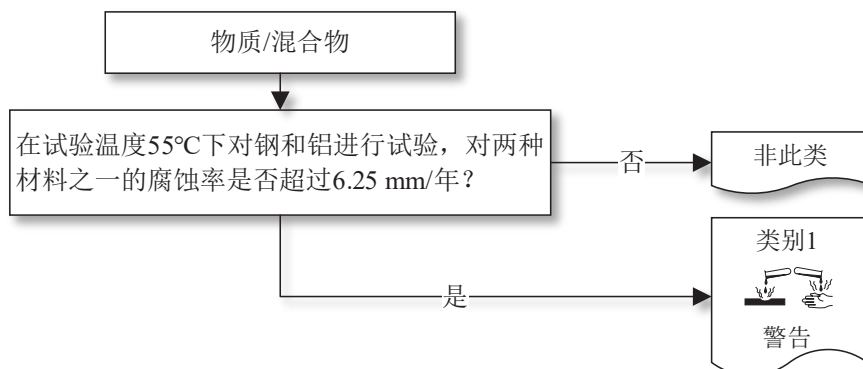 物质/混合物
在试验温度55°C下对钢和铝进行试验，对两种
材料之一的腐蚀率是否超过6.25 mm/年？
否
非此类
类别1
是
警告